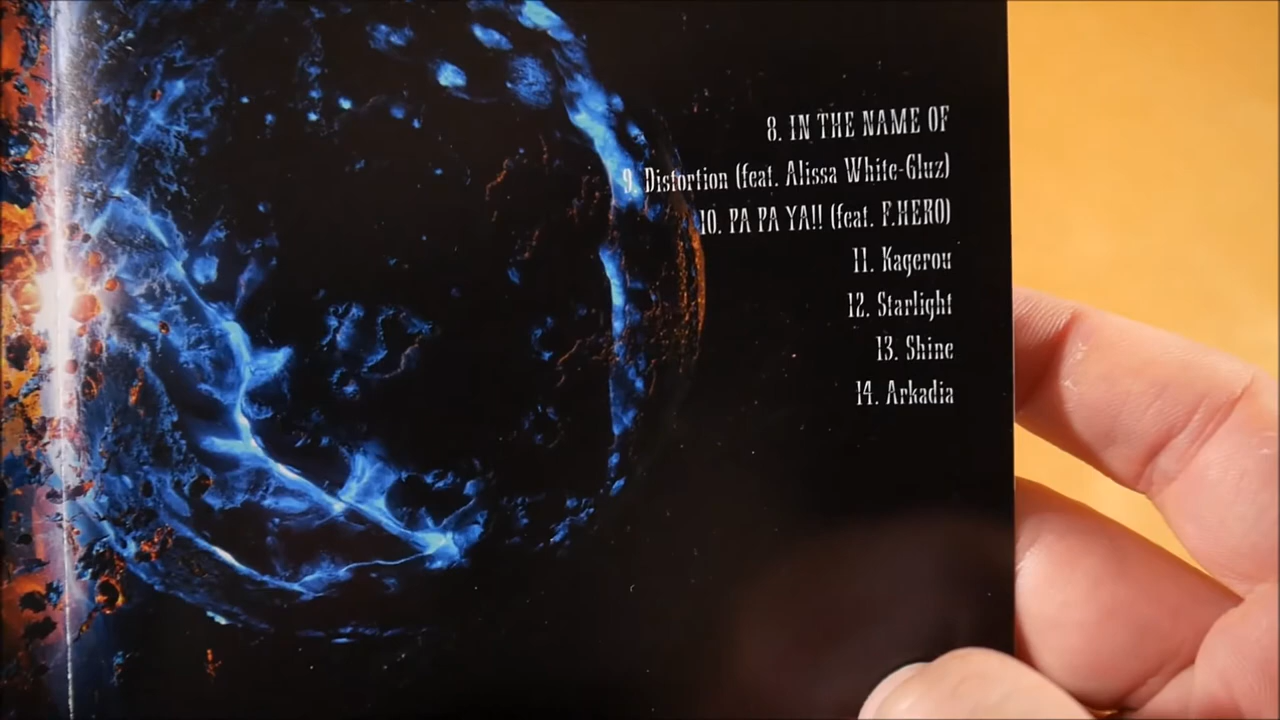 8. IN THE NAME OF
9. Distortion (feat. Alissa White-Gluz)
10. PA PA YA!! (feat. F.HERO)
11. Kagerou
12. Starlight
13. Shine
14. Arkadia